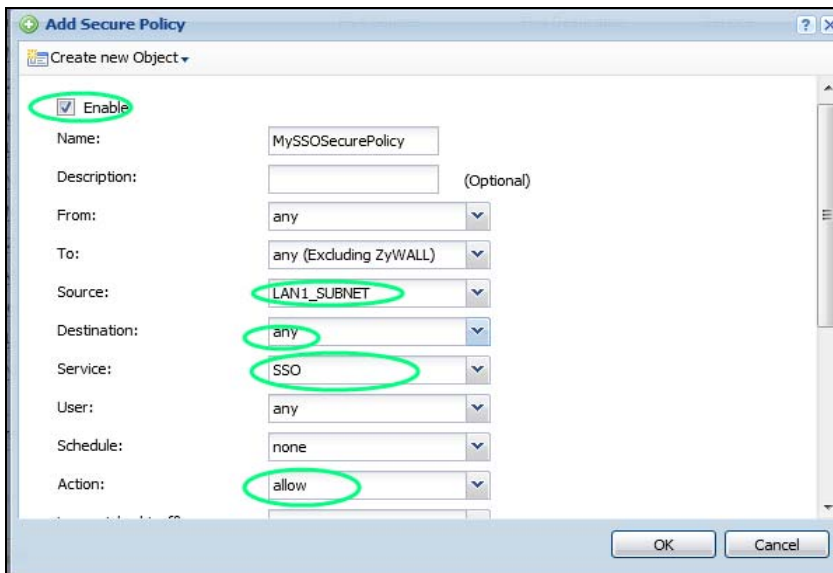 Add Secure Policy
Create new Object
Enable
Name: MySSOSecurePolicy
Description: (Optional)
From: any
To: any (Excluding ZyWALL)
Source: LAN1_SUBNET
Destination: any
Service: SSO
User: any
Schedule: none
Action: allow
OK Cancel